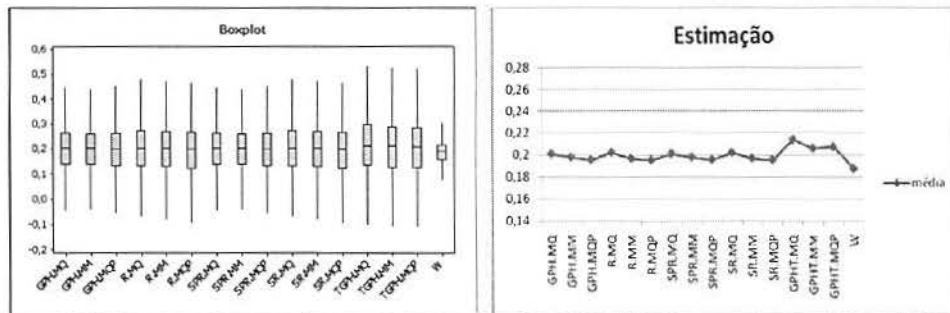 Boxplot
0,6
0,5
0,4
0,3
0,2
0,1
0,0
-0,1
-0,2
GPH.MQ
GPH.MM
GPH.MQP
R.MQ
R.MM
R.MQP
SPR.MQ
SPR.MM
SPR.MQP
SR.MQ
SR.MM
SR.MQP
TGPH.MQ
TGPH.MM
TGPH.MQP
W
Estimação
0,28
0,26
0,24
0,22
0,2
0,18
0,16
0,14
GPH.MQ
GPH.MM
GPH.MQP
R.MQ
R.MM
R.MQP
SPR.MQ
SPR.MM
SPR.MQP
SR.MQ
SR.MM
SR.MQP
GPHT.MQ
GPHT.MM
GPHT.MQP
W
média